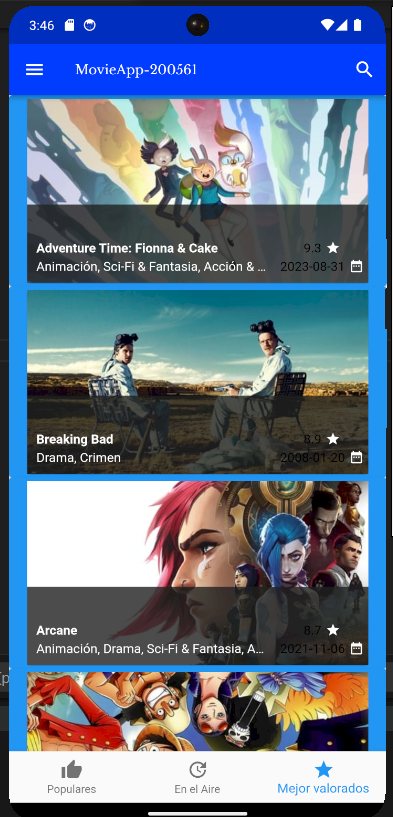 3:46
MovieApp-200561
Adventure Time: Fionna & Cake
9.3
Animación, Sci-Fi & Fantasia, Acción & ...
2023-08-31
Breaking Bad
8.9
Drama, Crimen
2008-01-20
Arcane
8.7
Animación, Drama, Sci-Fi & Fantasia, A...
2021-11-06
Populares
En el Aire
Mejor valorados